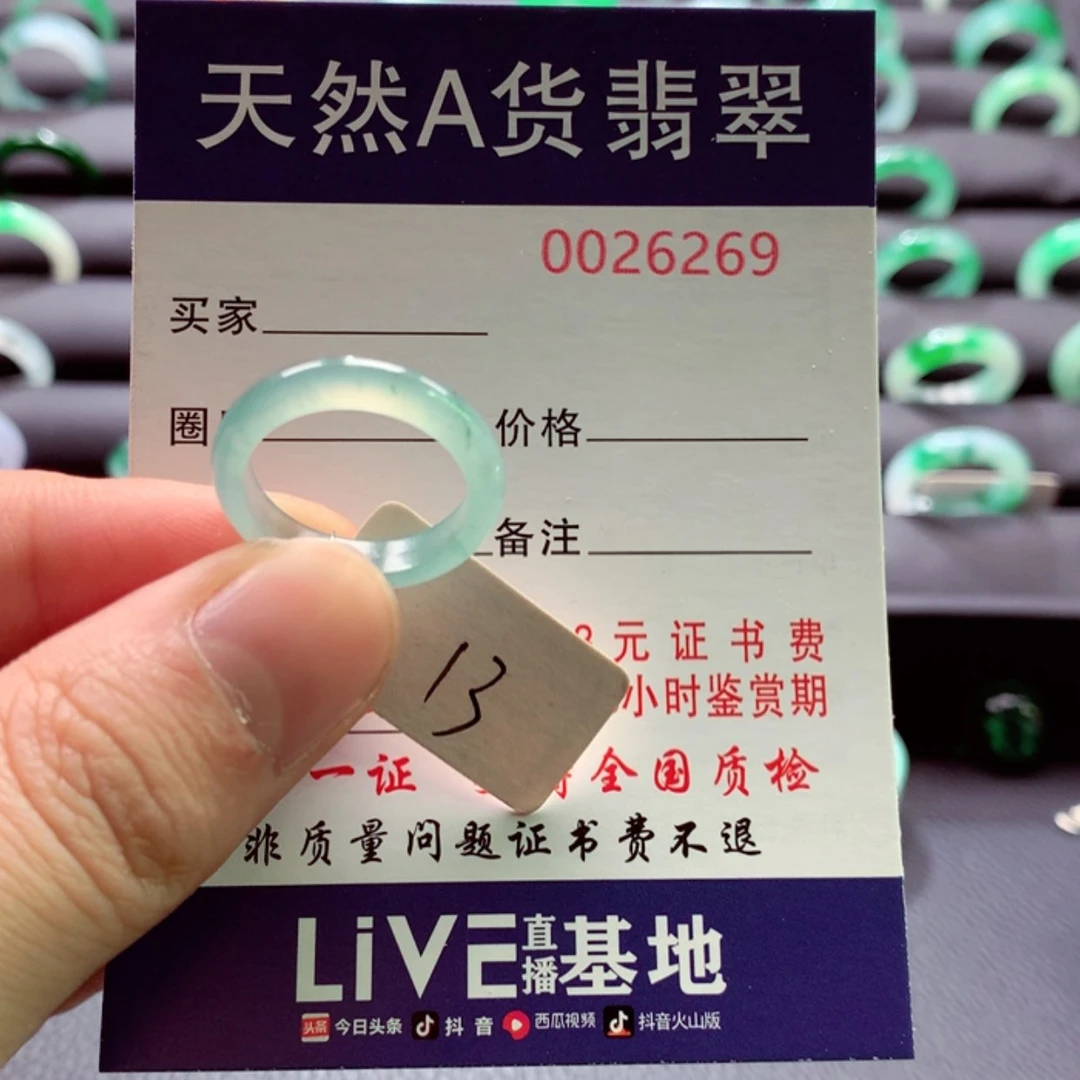 天然A货翡翠
0026269
买家
圈
价格
备注
13
元证书费
小时鉴赏期
一证
全国质检
非质量问题证书费不退
LiVE直播基地
头条 今日头条 抖音 西瓜视频 抖音火山版